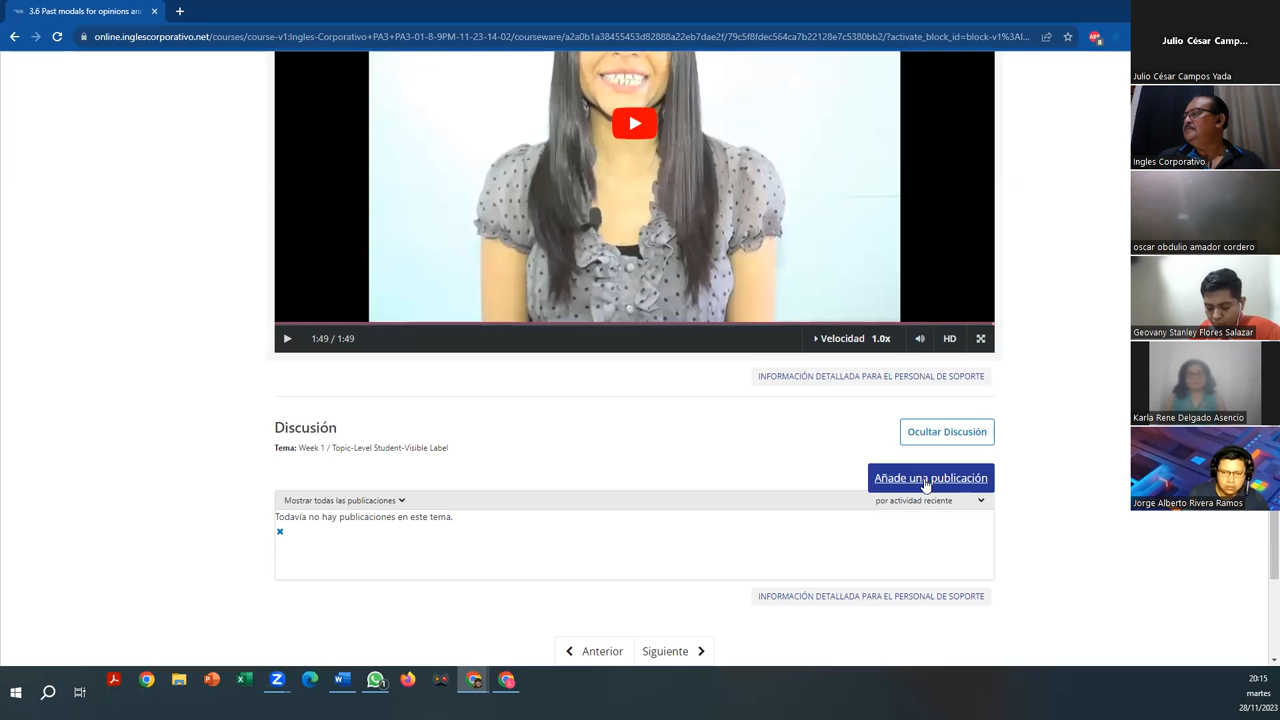 3.6 Past modals for opinions an
online.inglescorporativo.net/courses/course-v1:Ingles-Corporativo+PA3+PA3-01-8-9PM-11-23-14-02/courseware/a2a0b1a38455453d82888a22eb7dae2f/79c5f8fdec564ca7b22128e7c5380bb2/?activate_block_id=block-v1%3AI...
Julio César Camp...
Julio César Campos Yada
Ingles Corporativo
oscar obdulio amador cordero
Geovany Stanley Flores Salazar
Karla Rene Delgado Asencio
Jorge Alberto Rivera Ramos
1:49 / 1:49
Velocidad 1.0x
HD
INFORMACIÓN DETALLADA PARA EL PERSONAL DE SOPORTE
Discusión
Ocultar Discusión
Tema: Week 1 / Topic-Level Student-Visible Label
Añade una publicación
Mostrar todas las publicaciones
por actividad reciente
Todavía no hay publicaciones en este tema.
INFORMACIÓN DETALLADA PARA EL PERSONAL DE SOPORTE
Anterior
Siguiente
20:15
martes
28/11/2023